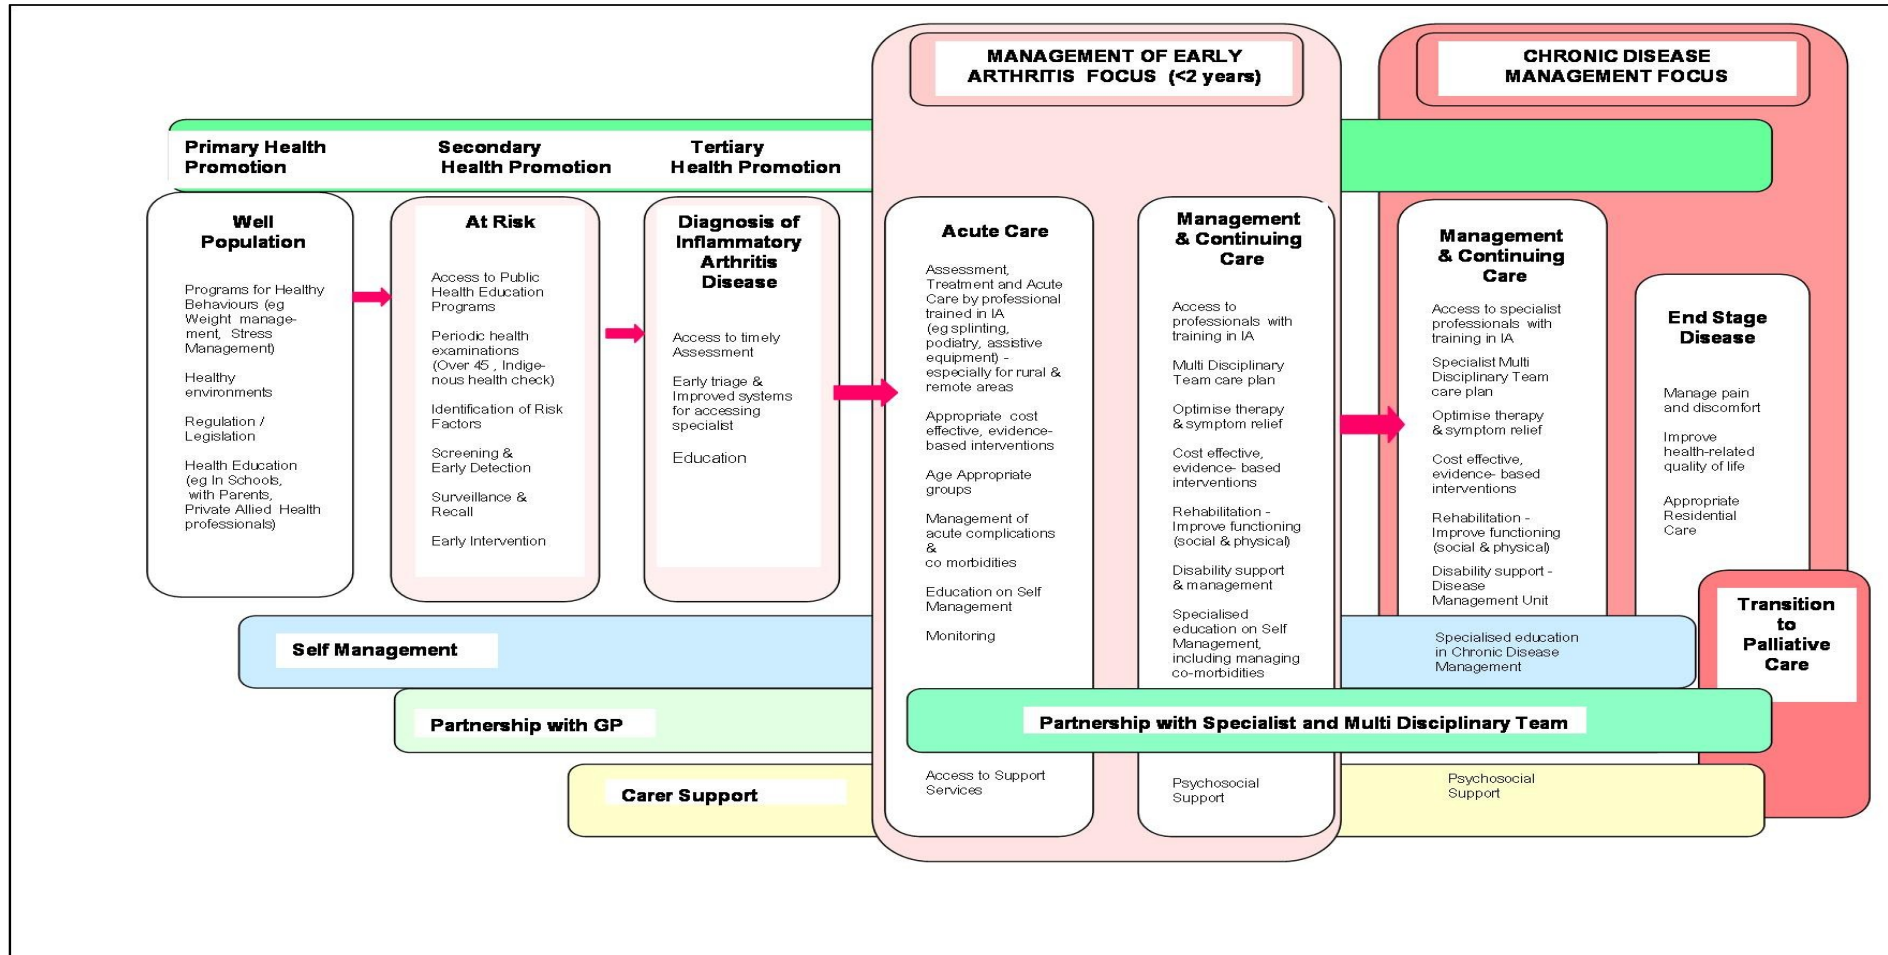 MANAGEMENT OF EARLY
ARTHRITIS FOCUS (<2 years)
CHRONIC DISEASE
MANAGEMENT FOCUS
Primary Health
Promotion
Secondary
Health Promotion
Tertiary
Health Promotion
Well
Population
Programs for Healthy
Behaviours (eg
Weight manage-
ment, Stress
Management)
Healthy
environments
Regulation /
Legislation
Health Education
(eg In Schools,
with Parents,
Private Allied Health
professionals)
At Risk
Access to Public
Health Education
Programs
Periodic health
examinations
(Over 45 , Indige-
nous health check)
Identification of Risk
Factors
Screening &
Early Detection
Surveillance &
Recall
Early Intervention
Diagnosis of
Inflammatory
Arthritis
Disease
Access to timely
Assessment
Early triage &
Improved systems
for accessing
specialist
Education
Acute Care
Assessment,
Treatment and Acute
Care by professional
trained in IA
(eg splinting,
podiatry, assistive
equipment) -
especially for rural &
remote areas
Appropriate cost
effective, evidence-
based interventions
Age Appropriate
groups
Management of
acute complications
&
co morbidities
Education on Self
Management
Monitoring
Access to Support
Services
Management
& Continuing
Care
Access to
professionals with
training in IA
Multi Disciplinary
Team care plan
Optimise therapy
& symptom relief
Cost effective,
evidence- based
interventions
Rehabilitation -
Improve functioning
(social & physical)
Disability support
& management
Specialised
education on Self
Management,
including managing
co-morbidities
Psychosocial
Support
Management
& Continuing
Care
Access to specialist
professionals with
training in IA
Specialist Multi
Disciplinary Team
care plan
Optimise therapy
& symptom relief
Cost effective,
evidence- based
interventions
Rehabilitation -
Improve functioning
(social & physical)
Disability support -
Disease
Management Unit
Specialised education
in Chronic Disease
Management
Psychosocial
Support
End Stage
Disease
Manage pain
and discomfort
Improve
health-related
quality of life
Appropriate
Residential
Care
Transition
to
Palliative
Care
Self Management
Partnership with GP
Partnership with Specialist and Multi Disciplinary Team
Carer Support